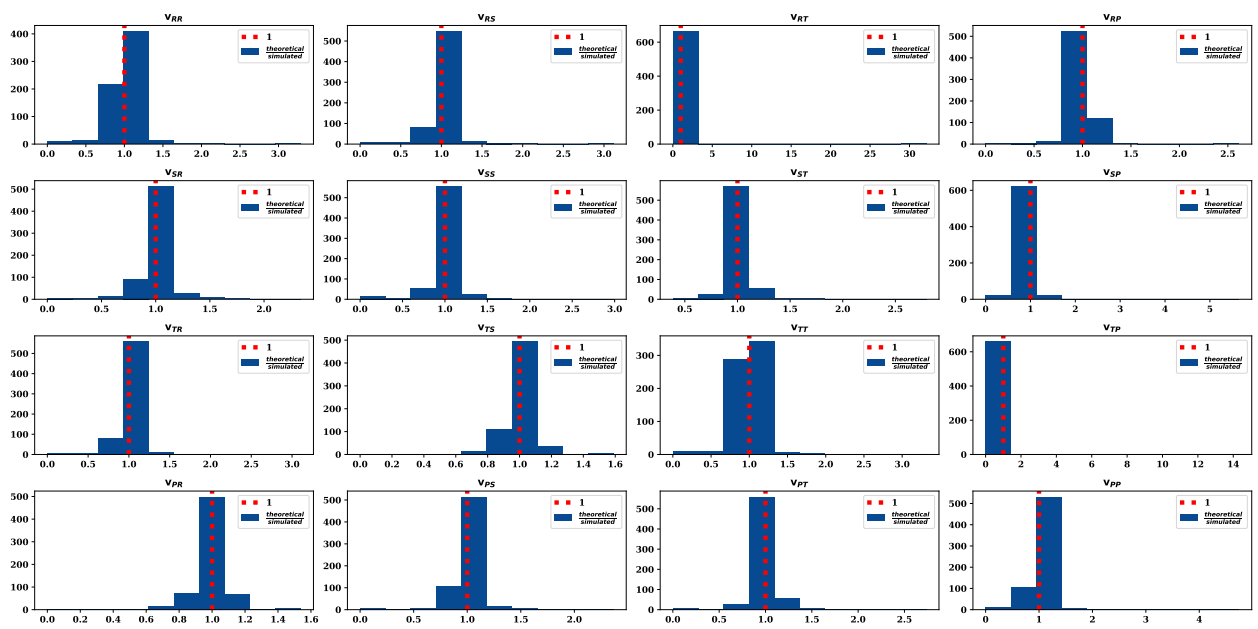 v_RR
400
300
200
100
0
0.0 0.5 1.0 1.5 2.0 2.5 3.0
1
theoretical
simulated
v_RS
500
400
300
200
100
0
0.0 0.5 1.0 1.5 2.0 2.5 3.0
1
theoretical
simulated
v_RT
600
400
200
0
0 5 10 15 20 25 30
1
theoretical
simulated
v_RP
500
400
300
200
100
0
0.0 0.5 1.0 1.5 2.0 2.5
1
theoretical
simulated
v_SR
500
400
300
200
100
0
0.0 0.5 1.0 1.5 2.0
1
theoretical
simulated
v_SS
500
400
300
200
100
0
0.0 0.5 1.0 1.5 2.0 2.5 3.0
1
theoretical
simulated
v_ST
500
400
300
200
100
0
0.5 1.0 1.5 2.0 2.5
1
theoretical
simulated
v_SP
600
400
200
0
0 1 2 3 4 5
1
theoretical
simulated
v_TR
500
400
300
200
100
0
0.0 0.5 1.0 1.5 2.0 2.5 3.0
1
theoretical
simulated
v_TS
500
400
300
200
100
0
0.0 0.2 0.4 0.6 0.8 1.0 1.2 1.4 1.6
1
theoretical
simulated
v_TT
300
200
100
0
0.0 0.5 1.0 1.5 2.0 2.5 3.0
1
theoretical
simulated
v_TP
600
400
200
0
0 2 4 6 8 10 12 14
1
theoretical
simulated
v_PR
500
400
300
200
100
0
0.0 0.2 0.4 0.6 0.8 1.0 1.2 1.4 1.6
1
theoretical
simulated
v_PS
500
400
300
200
100
0
0.0 0.5 1.0 1.5 2.0
1
theoretical
simulated
v_PT
500
400
300
200
100
0
0.0 0.5 1.0 1.5 2.0 2.5
1
theoretical
simulated
v_PP
500
400
300
200
100
0
0 1 2 3 4
1
theoretical
simulated